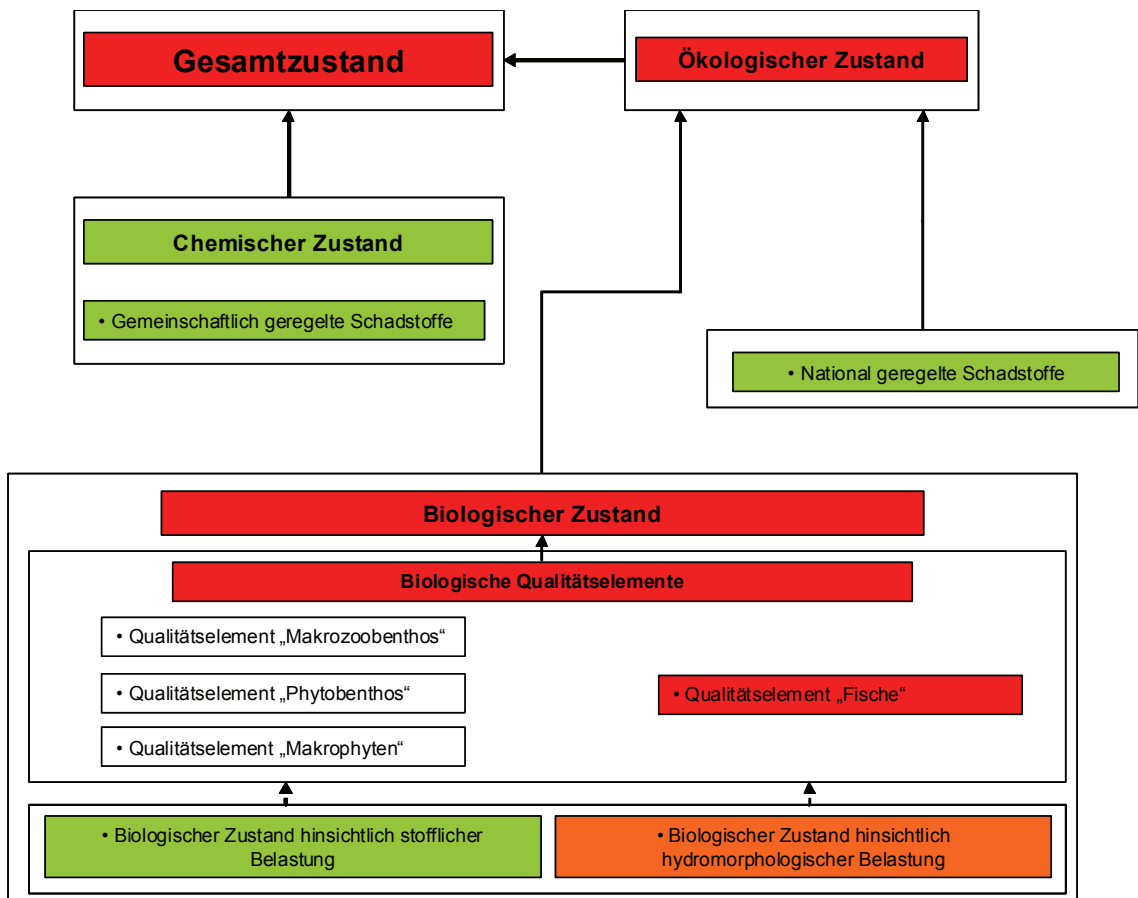 Gesamtzustand
Ökologischer Zustand
Chemischer Zustand
• Gemeinschaftlich geregelte Schadstoffe
• National geregelte Schadstoffe
Biologischer Zustand
Biologische Qualitätselemente
• Qualitätselement „Makrozoobenthos“
• Qualitätselement „Phytobenthos“
• Qualitätselement „Fische“
• Qualitätselement „Makrophyten“
• Biologischer Zustand hinsichtlich stofflicher
Belastung
• Biologischer Zustand hinsichtlich
hydromorphologischer Belastung